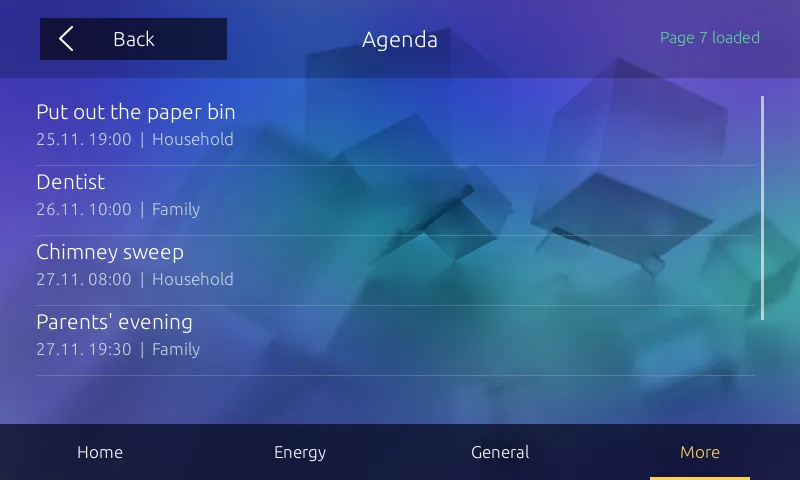 Back
Agenda
Page 7 loaded
Put out the paper bin
25.11. 19:00 | Household
Dentist
26.11. 10:00 | Family
Chimney sweep
27.11. 08:00 | Household
Parents' evening
27.11. 19:30 | Family
Home
Energy
General
More